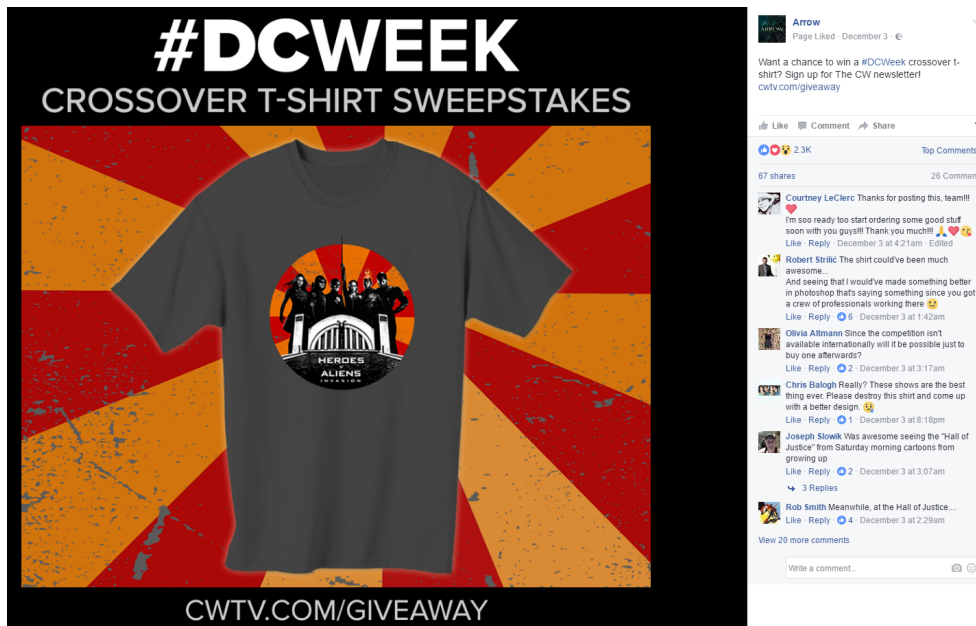 #DCWEEK
CROSSOVER T-SHIRT SWEEPSTAKES
HEROES
V
ALIENS
INVASION
CWTV.COM/GIVEAWAY
ARROW
Arrow
Page Liked · December 3 ·
Want a chance to win a #DCWeek crossover t-
shirt? Sign up for The CW newsletter!
cwtv.com/giveaway
Like Comment Share
2.3K Top Comments
67 shares 26 Commen
Courtney LeClerc Thanks for posting this, team!!!
❤
I'm soo ready too start ordering some good stuff
soon with you guys!!! Thank you much!!! 🙏❤😘
Like · Reply · December 3 at 4:21am · Edited
Robert Strilić The shirt could've been much
awesome...
And seeing that I would've made something better
in photoshop that's saying something since you got
a crew of professionals working there 😉
Like · Reply · 6 · December 3 at 1:42am
Olivia Altmann Since the competition isn't
available internationally will it be possible just to
buy one afterwards?
Like · Reply · 2 · December 3 at 3:17am
Chris Balogh Really? These shows are the best
thing ever. Please destroy this shirt and come up
with a better design. 😢
Like · Reply · 1 · December 3 at 8:18pm
Joseph Slowik Was awesome seeing the "Hall of
Justice" from Saturday morning cartoons from
growing up
Like · Reply · 2 · December 3 at 3:07am
3 Replies
Rob Smith Meanwhile, at the Hall of Justice....
Like · Reply · 4 · December 3 at 2:29am
View 20 more comments
Write a comment...